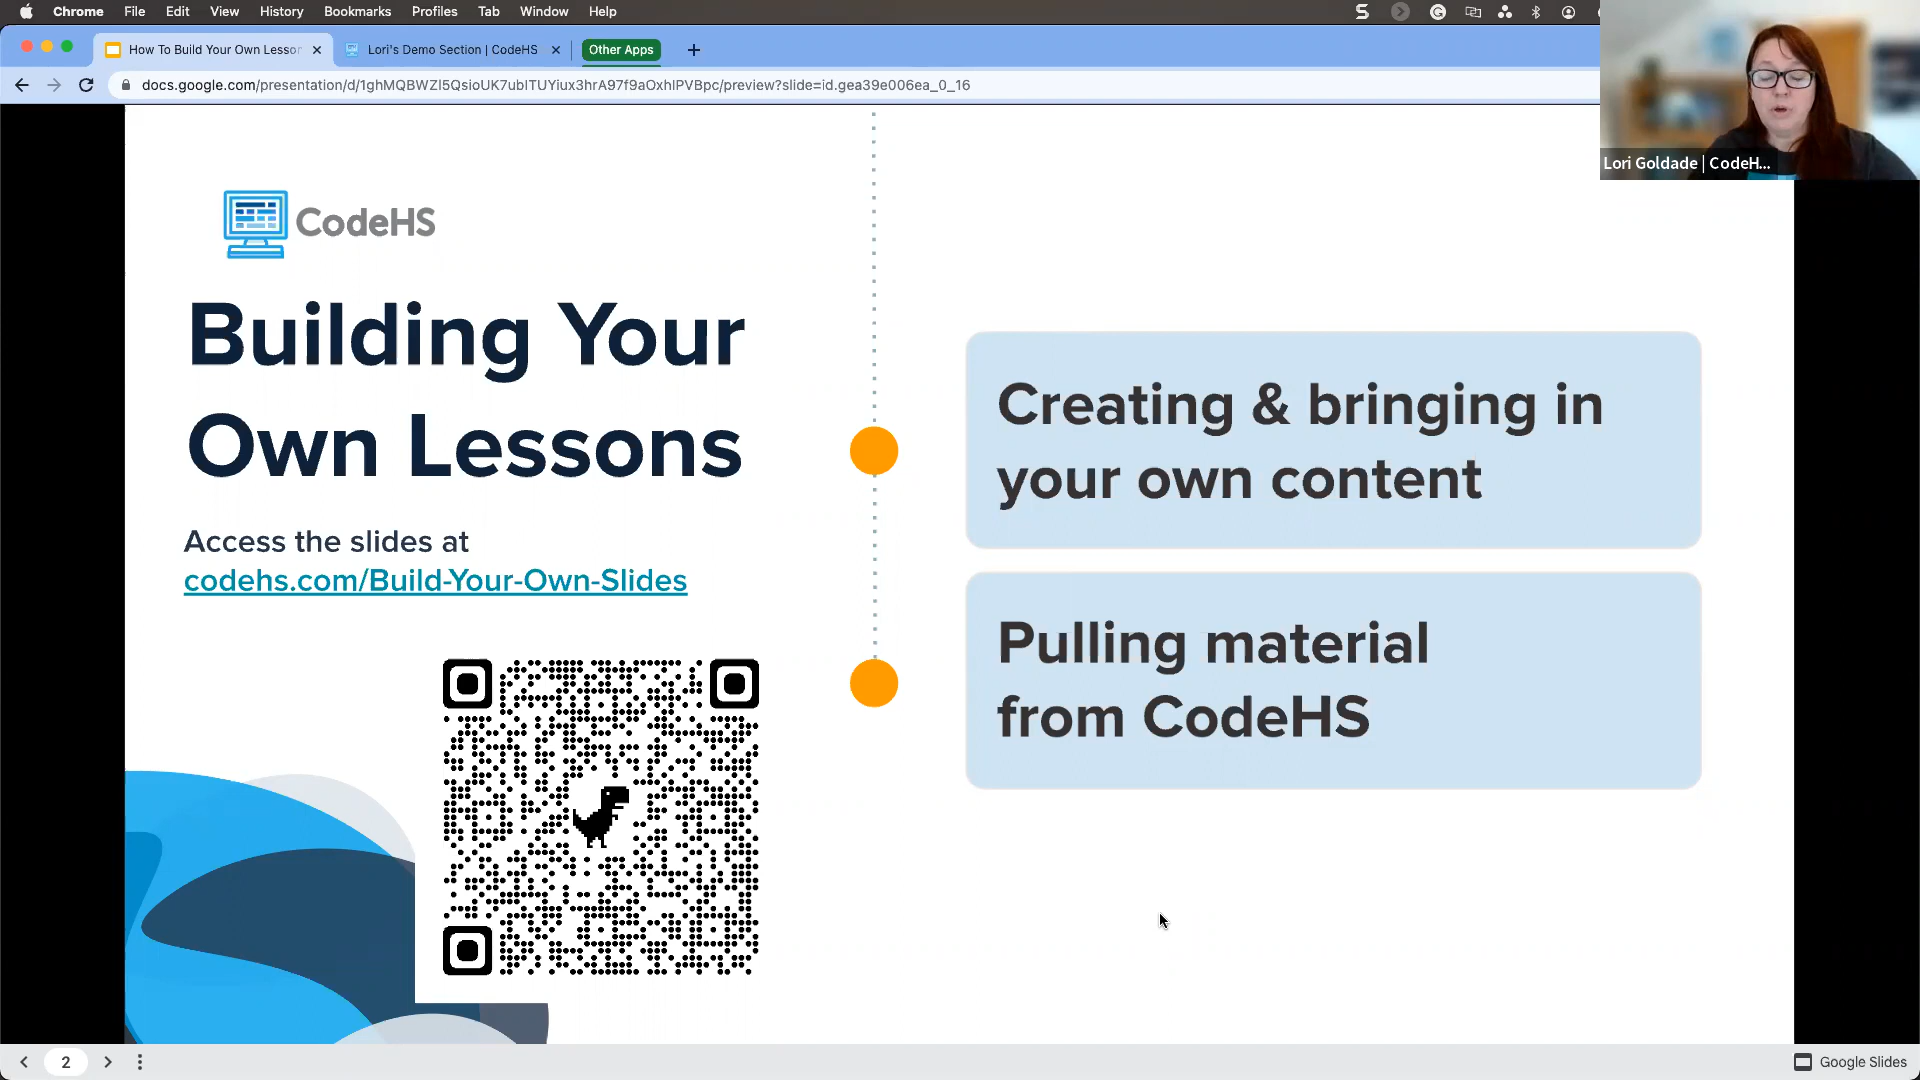 Chrome File Edit View History Bookmarks Profiles Tab Window Help
How To Build Your Own Lesson
Lori's Demo Section | CodeHS
Other Apps
docs.google.com/presentation/d/1ghMQBWZI5QsioUK7ubITUYiux3hrA97f9aOxhlPVBpc/preview?slide=id.gea39e006ea_0_16
Lori Goldade | CodeH...
CodeHS
Building Your
Own Lessons
Access the slides at
codehs.com/Build-Your-Own-Slides
Creating & bringing in
your own content
Pulling material
from CodeHS
2
Google Slides